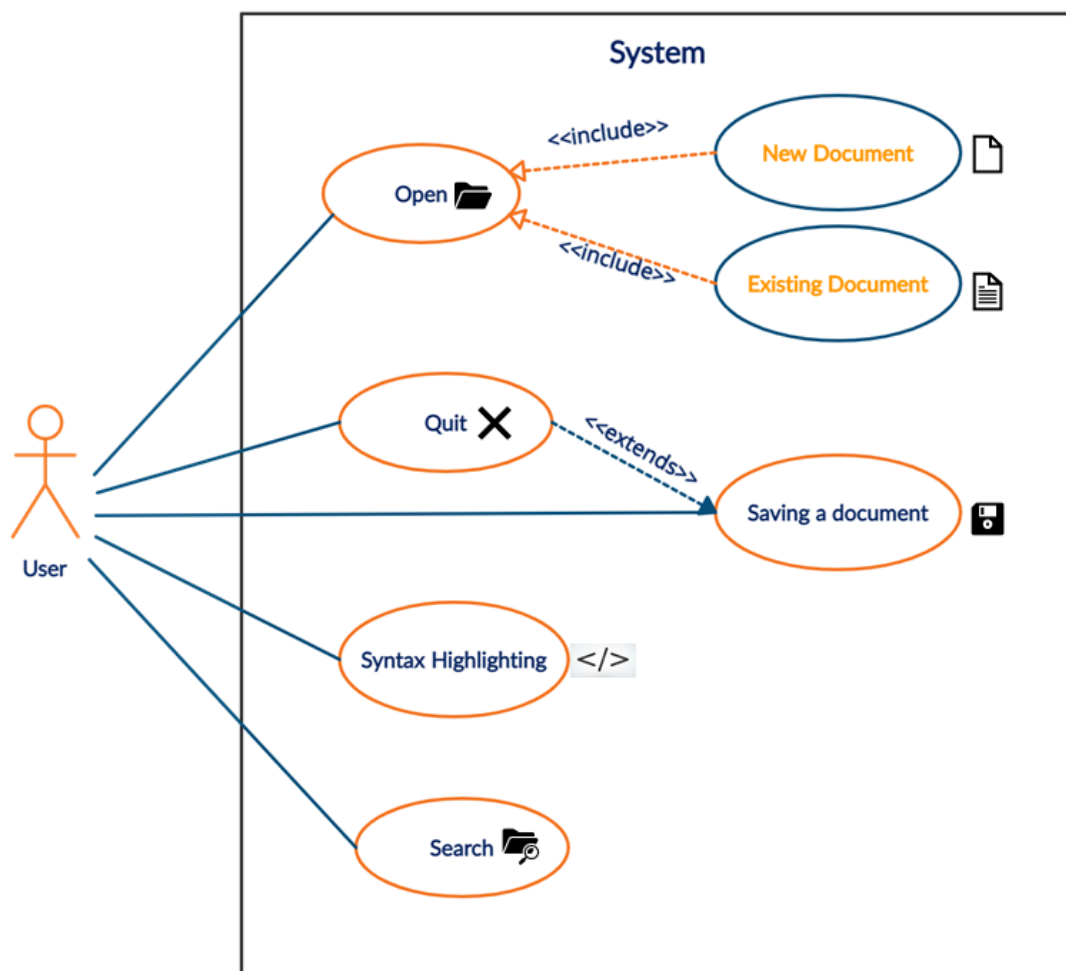 System
<<include>>
New Document
Open
<<include>>
Existing Document
Quit
<<extends>>
Saving a document
User
Syntax Highlighting
</>
Search